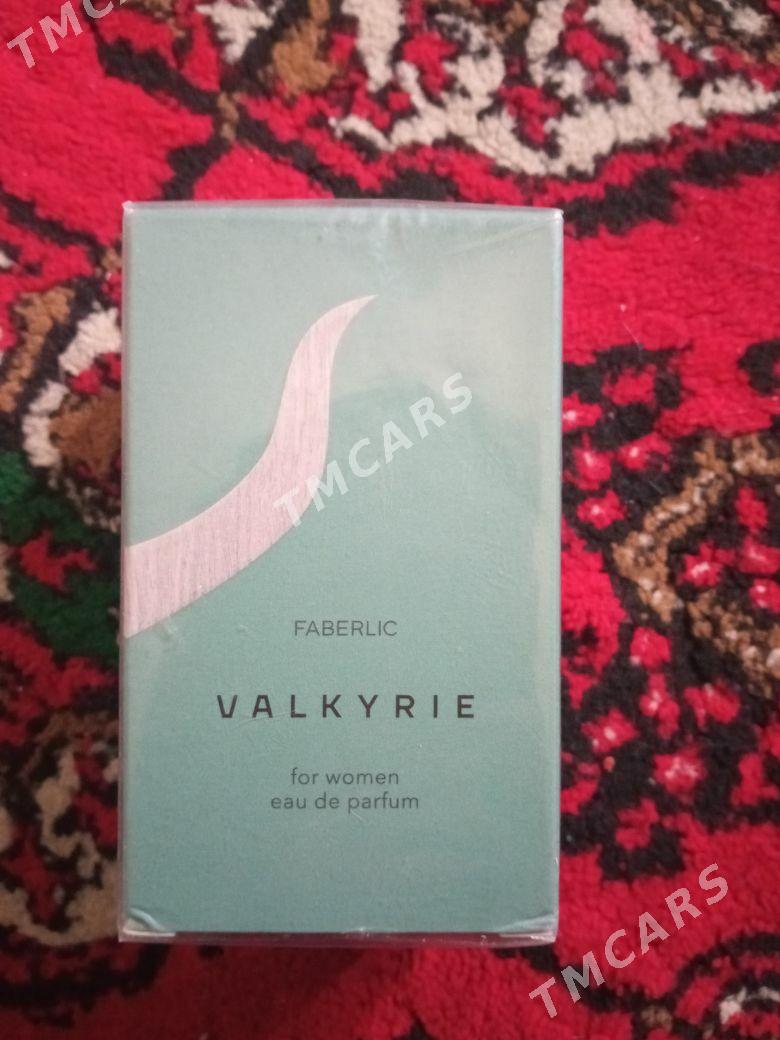 TMCARS
TMCARS
FABERLIC
VALKYRIE
for women
eau de parfum
TMCARS